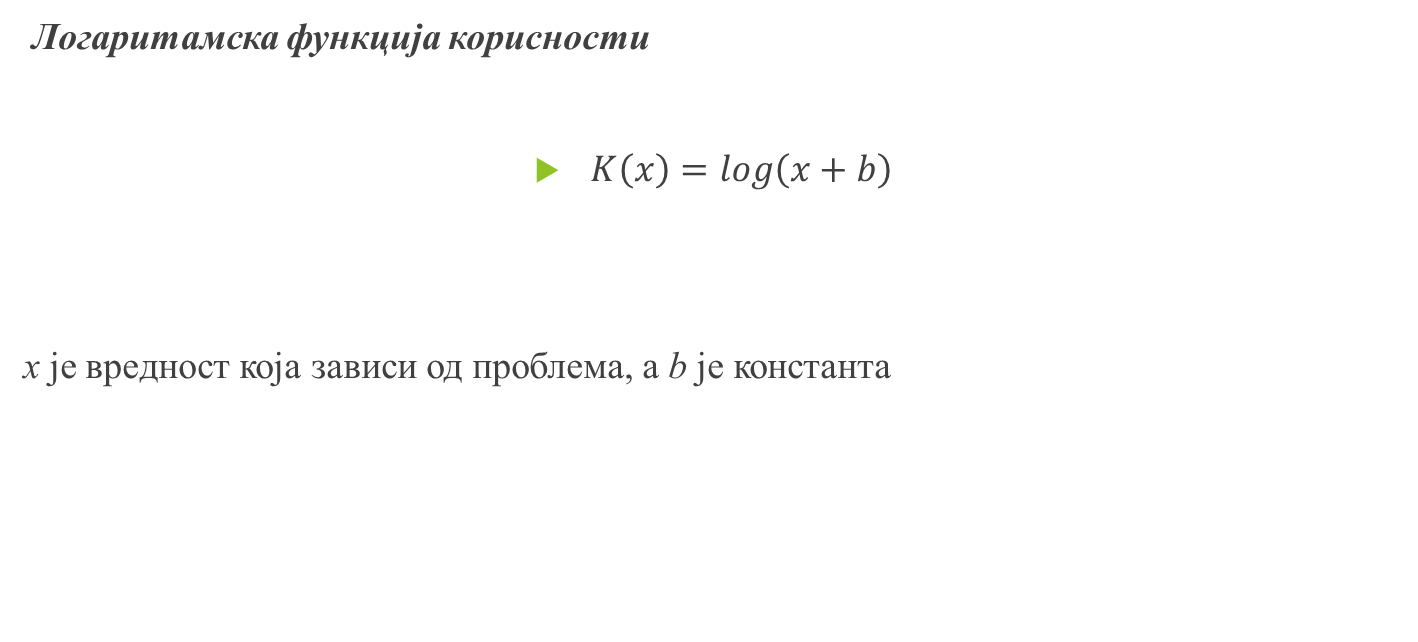 Логаритамска функција корисности
K(x) = log(x + b)
x је вредност која зависи од проблема, а b је константа